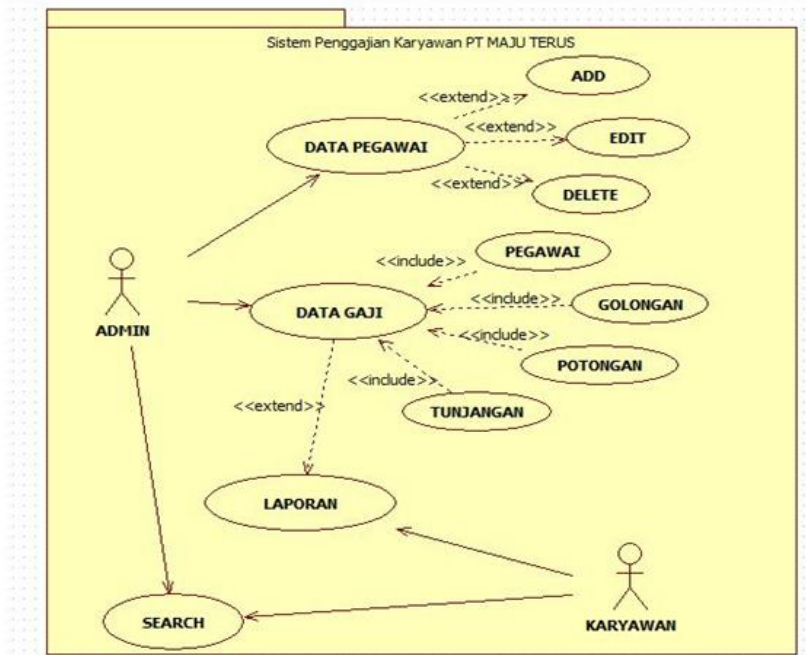 Sistem Penggajian Karyawan PT MAJU TERUS
ADD
<<extend>>
<<extend>>
EDIT
DATA PEGAWAI
<<extend>>
DELETE
PEGAWAI
<<include>>
<<include>>
GOLONGAN
DATA GAJI
ADMIN
<<include>>
POTONGAN
<<include>>
<<extend>>
TUNJANGAN
LAPORAN
SEARCH
KARYAWAN